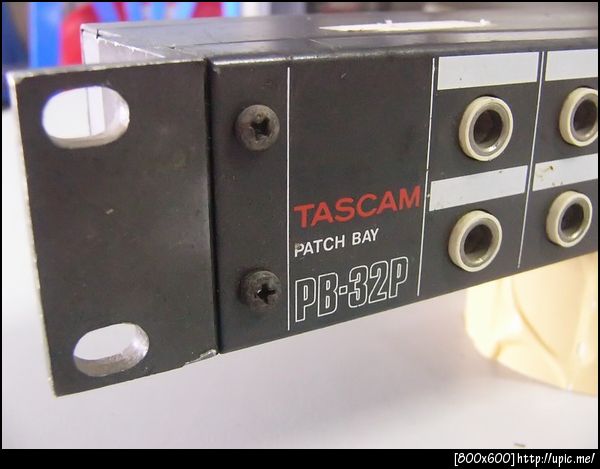 TASCAM
PATCH BAY
PB-32P
[800x600]http://upic.me/